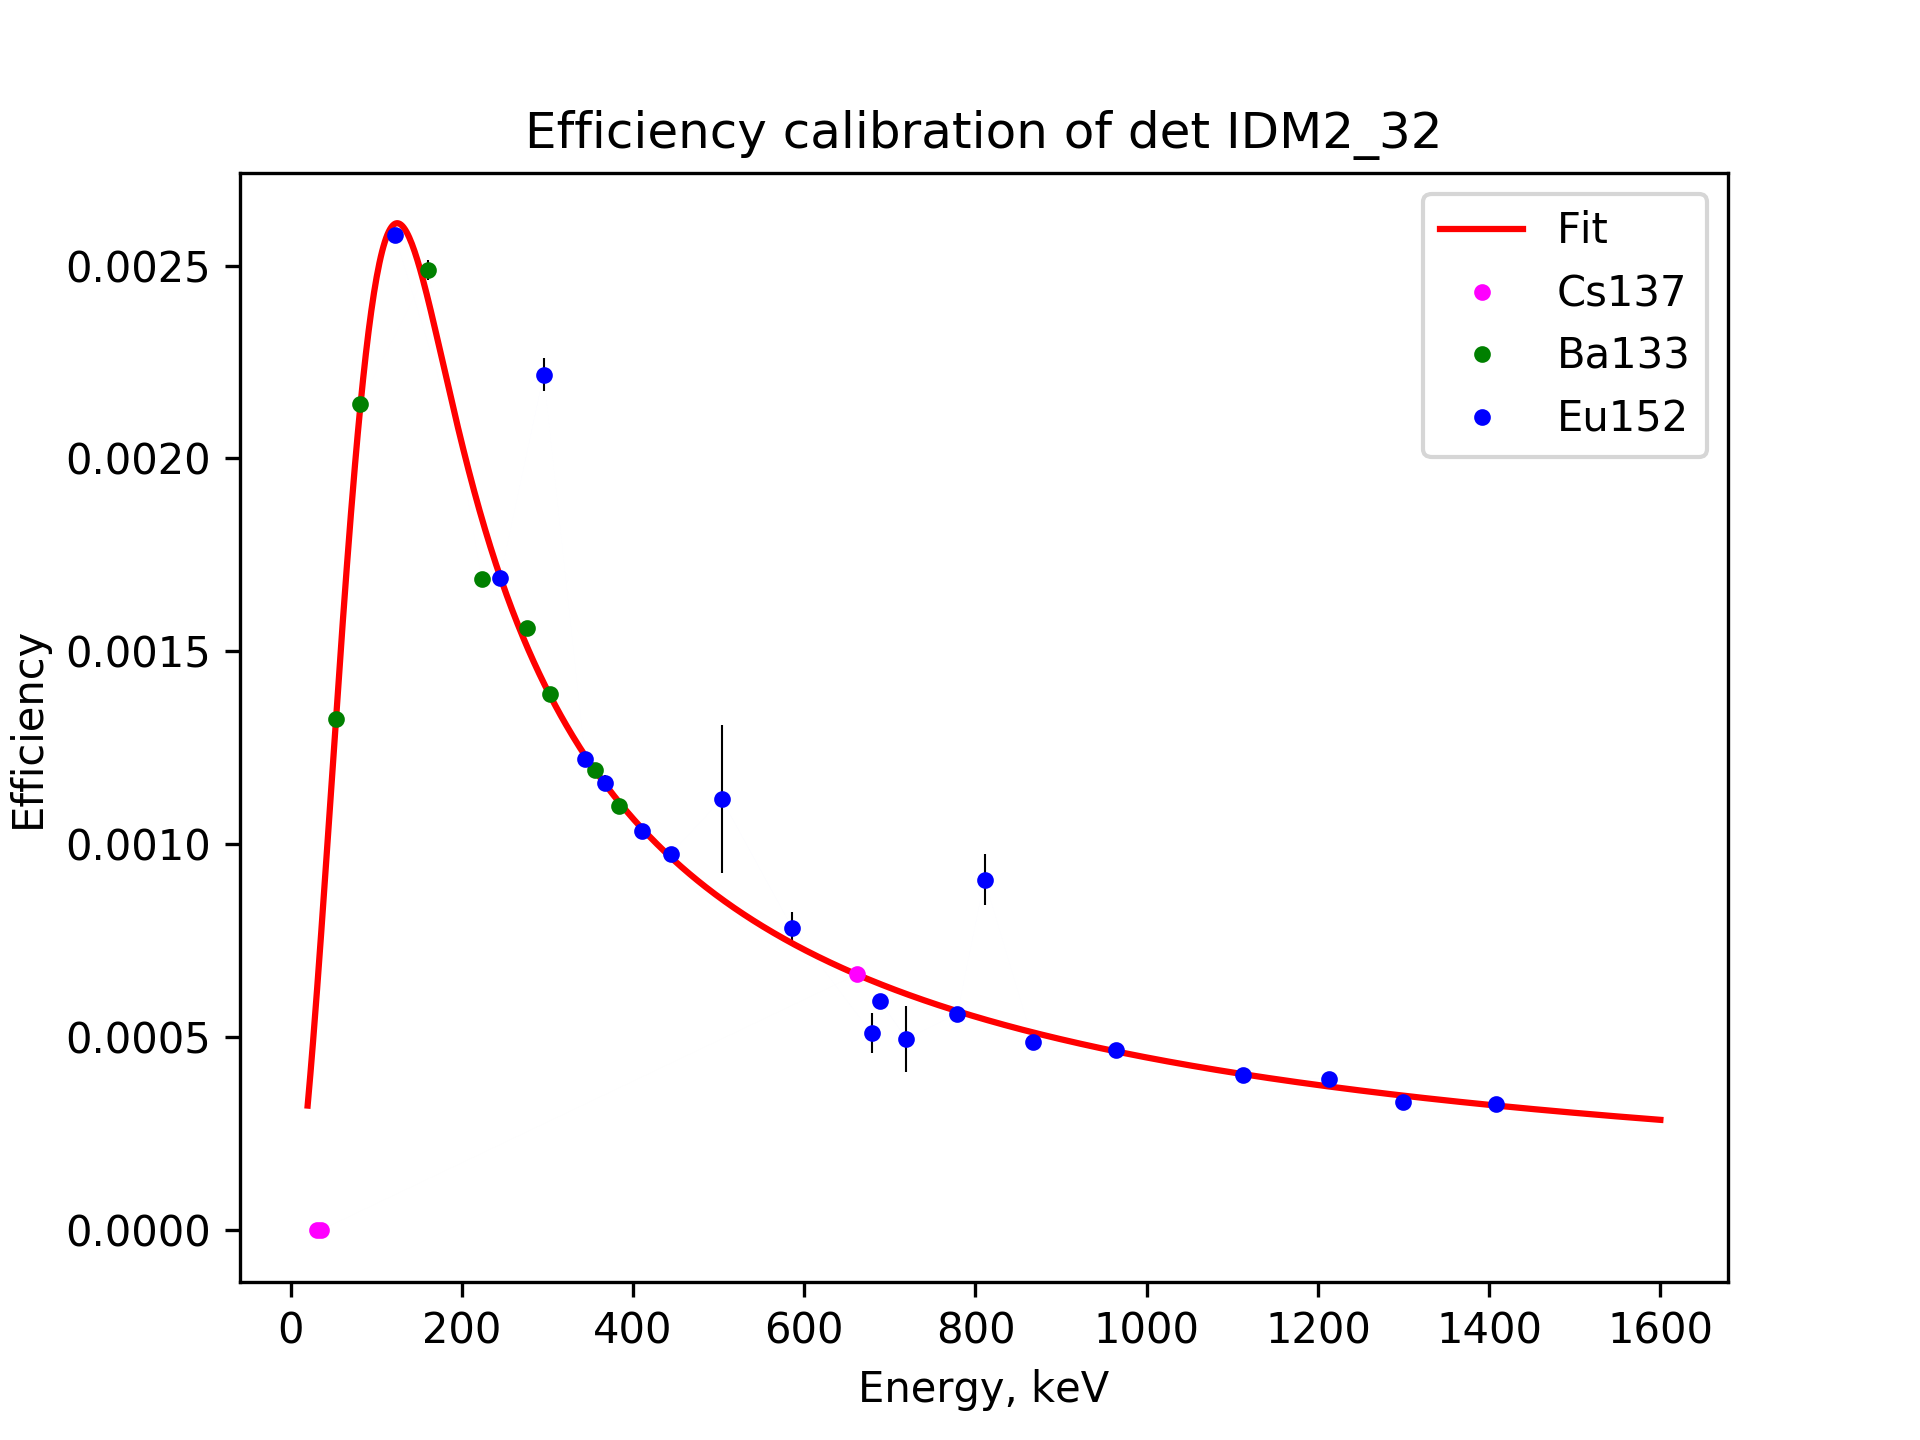 Efficiency calibration of det IDM2_32
Fit
Cs137
Ba133
Eu152
0.0025
0.0020
0.0015
0.0010
0.0005
0.0000
Efficiency
0 200 400 600 800 1000 1200 1400 1600
Energy, keV